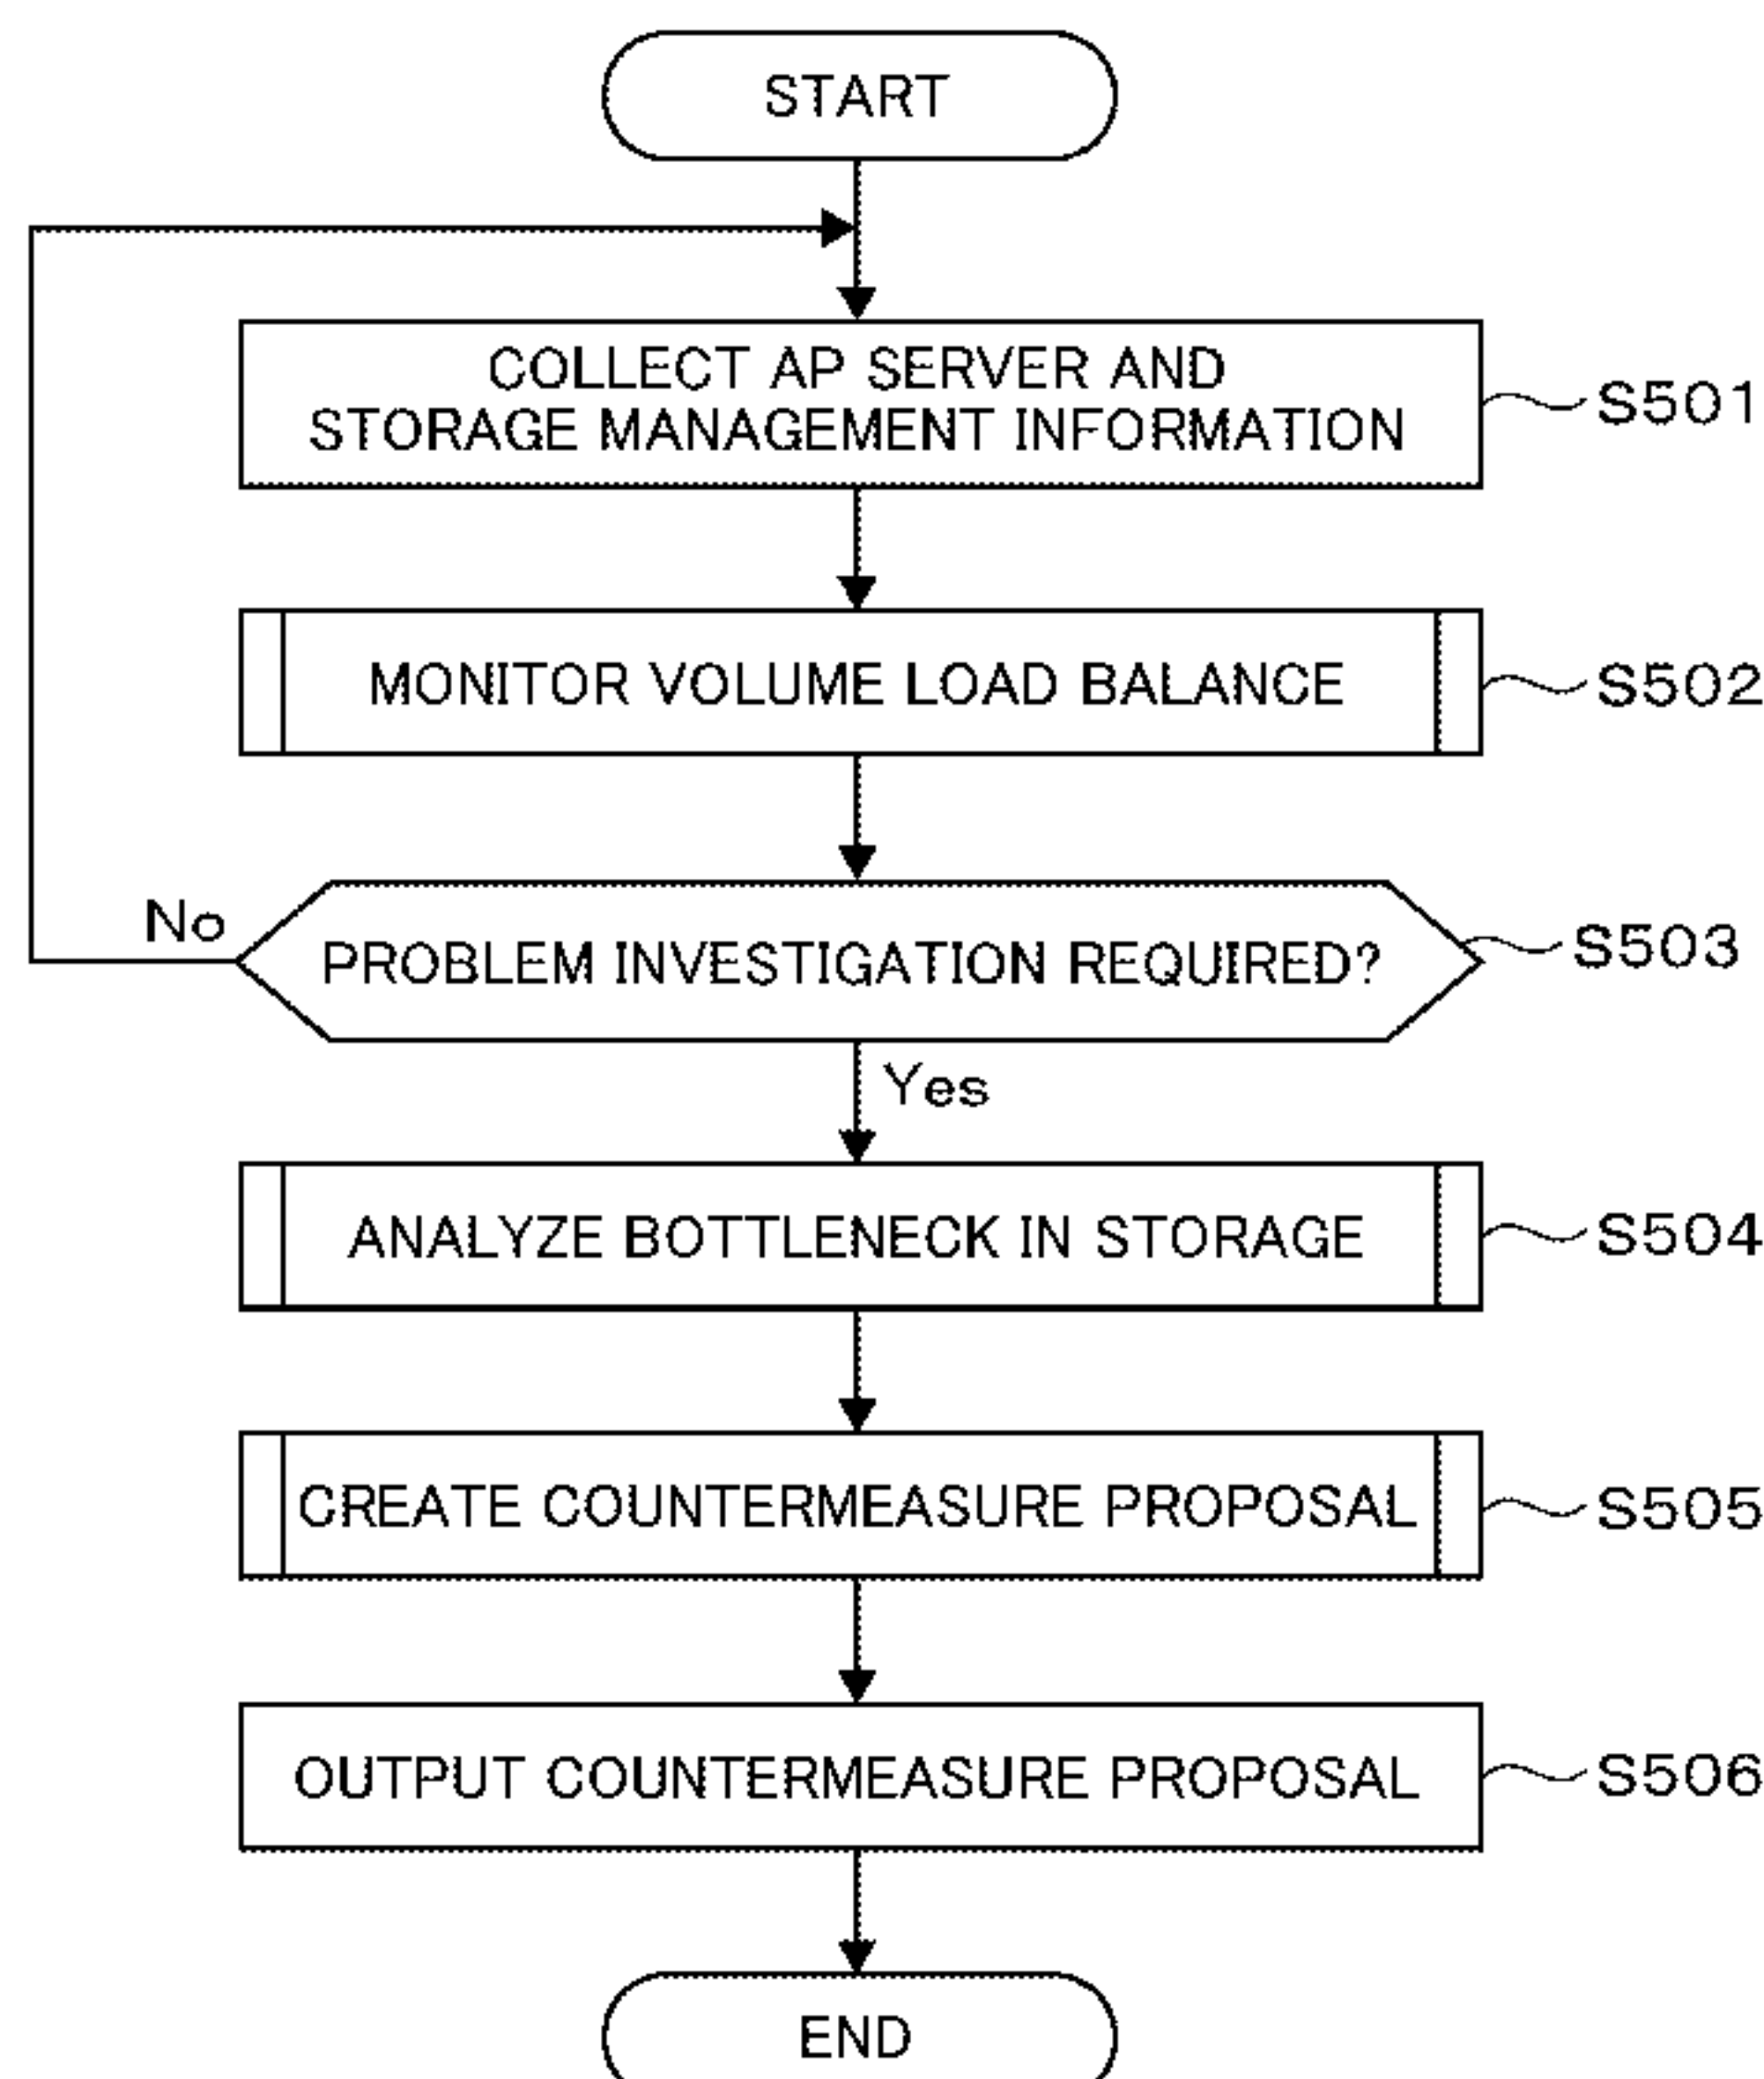 START
COLLECT AP SERVER AND
STORAGE MANAGEMENT INFORMATION
S501
MONITOR VOLUME LOAD BALANCE
S502
No
PROBLEM INVESTIGATION REQUIRED?
S503
Yes
ANALYZE BOTTLENECK IN STORAGE
S504
CREATE COUNTERMEASURE PROPOSAL
S505
OUTPUT COUNTERMEASURE PROPOSAL
S506
END